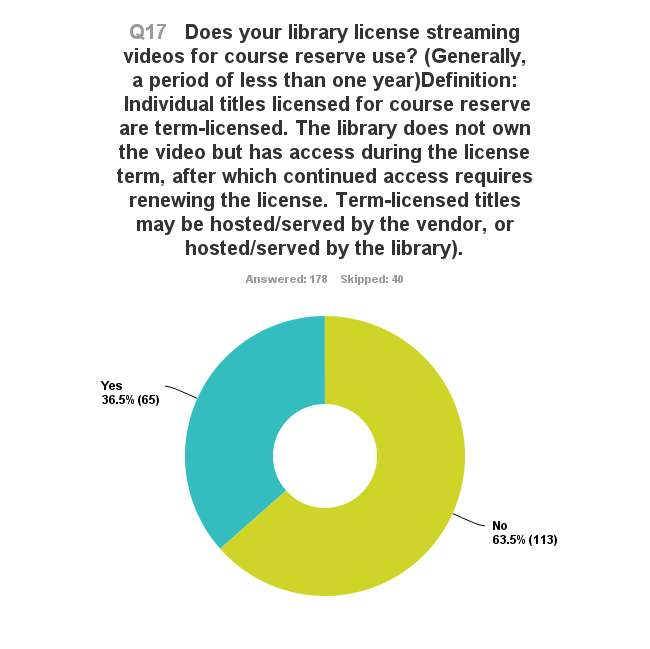 Q17 Does your library license streaming
videos for course reserve use? (Generally,
a period of less than one year)Definition:
Individual titles licensed for course reserve
are term-licensed. The library does not own
the video but has access during the license
term, after which continued access requires
renewing the license. Term-licensed titles
may be hosted/served by the vendor, or
hosted/served by the library).
Answered: 178 Skipped: 40
Yes
36.5% (65)
No
63.5% (113)